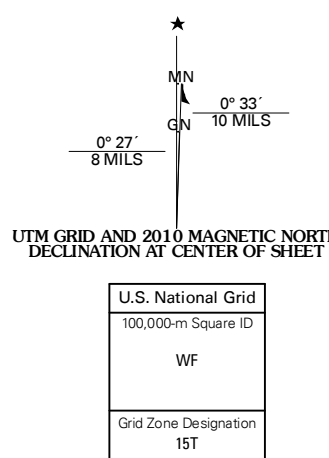 MN
0° 33´
10 MILS
GN
0° 27´
8 MILS
UTM GRID AND 2010 MAGNETIC NORT
DECLINATION AT CENTER OF SHEET
U.S. National Grid
100,000-m Square ID
WF
Grid Zone Designation
15T